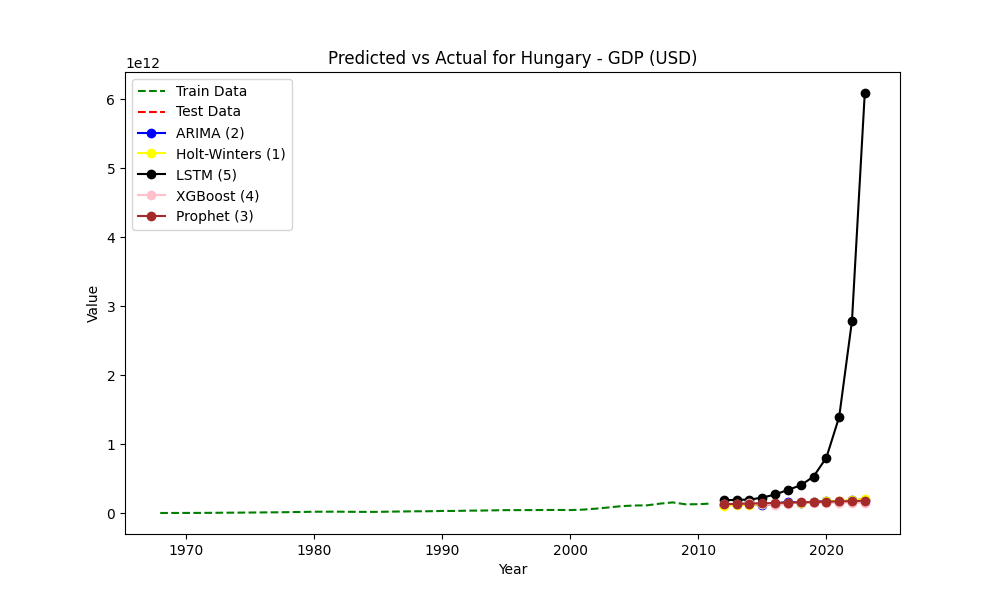 Predicted vs Actual for Hungary - GDP (USD)
1e12
Train Data
Test Data
ARIMA (2)
Holt-Winters (1)
LSTM (5)
XGBoost (4)
Prophet (3)
6
5
4
3
2
1
0
Value
1970
1980
1990
2000
2010
2020
Year